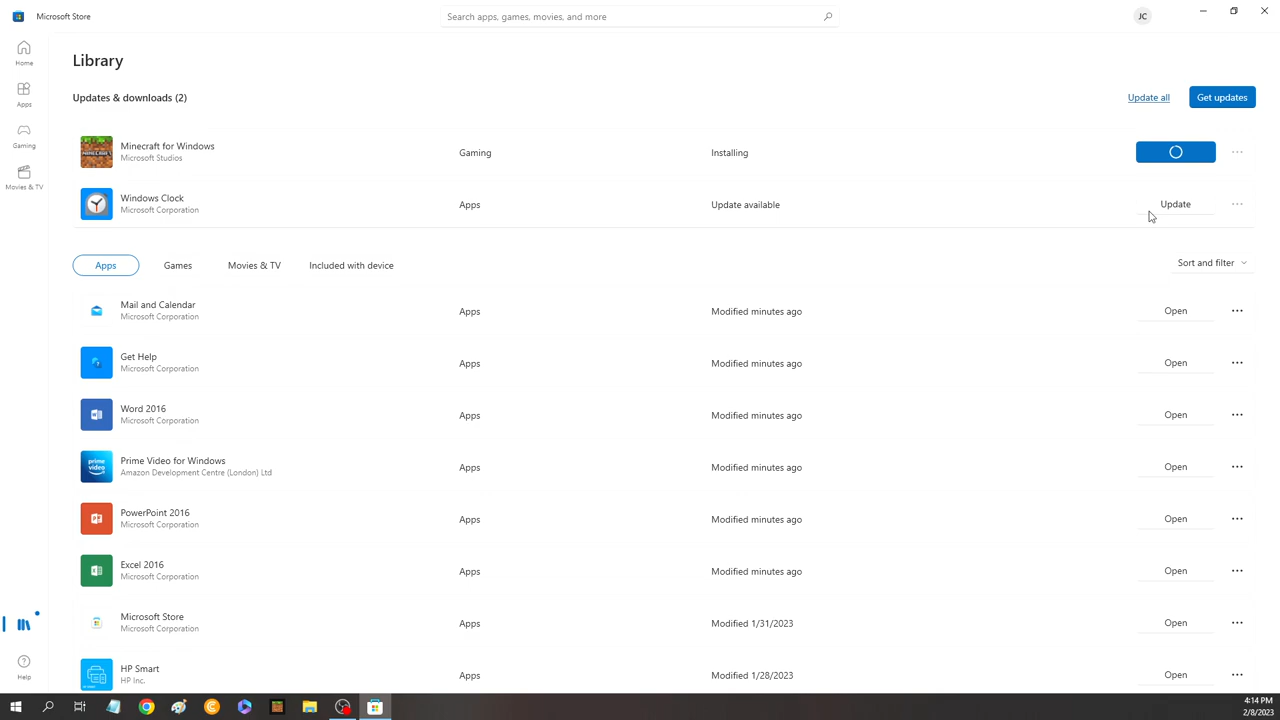 Microsoft Store
Search apps, games, movies, and more
JC
Home
Apps
Gaming
Movies & TV
Library
Updates & downloads (2)
Update all
Get updates
Minecraft for Windows
Microsoft Studios
Gaming
Installing
Windows Clock
Microsoft Corporation
Apps
Update available
Update
Apps
Games
Movies & TV
Included with device
Sort and filter
Mail and Calendar
Microsoft Corporation
Apps
Modified minutes ago
Open
Get Help
Microsoft Corporation
Apps
Modified minutes ago
Open
Word 2016
Microsoft Corporation
Apps
Modified minutes ago
Open
prime video
Prime Video for Windows
Amazon Development Centre (London) Ltd
Apps
Modified minutes ago
Open
PowerPoint 2016
Microsoft Corporation
Apps
Modified minutes ago
Open
Excel 2016
Microsoft Corporation
Apps
Modified minutes ago
Open
Microsoft Store
Microsoft Corporation
Apps
Modified 1/31/2023
Open
HP Smart
HP Inc.
Apps
Modified 1/28/2023
Open
Help
4:14 PM
2/8/2023